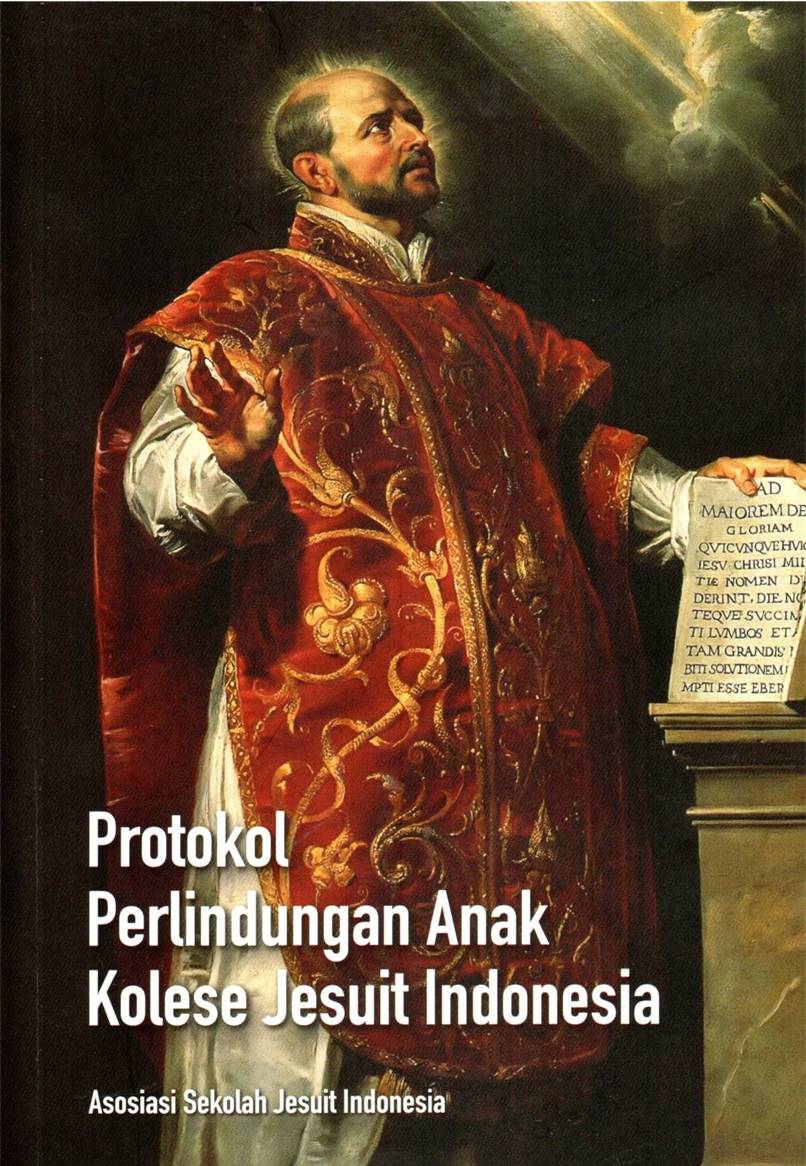 AD
MAIOREM DE
GLORIAM
QVICVNQVE HVIC
IESV CHRISI MIL
TIÆ NOMEN D
DERINT, DIE NO
TEQVE SVCCIN
TI LVMBOS ET
TAM GRANDIS
BITI SOLVTIONEM
MPTI ESSE EBER
Protokol
Perlindungan Anak
Kolese Jesuit Indonesia
Asosiasi Sekolah Jesuit Indonesia